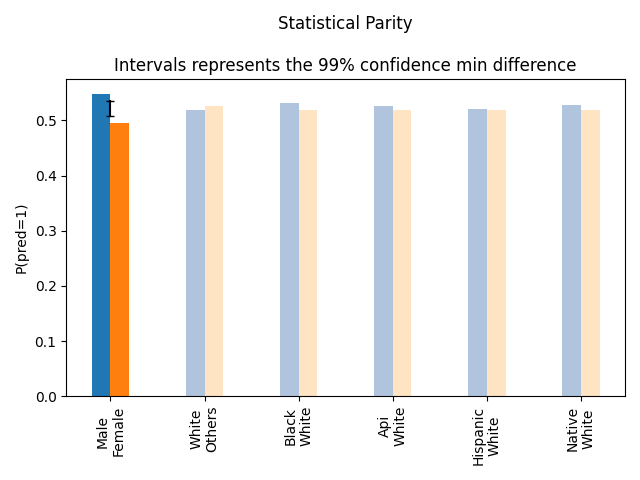 Statistical Parity
Intervals represents the 99% confidence min difference
P(pred=1)
0.5
0.4
0.3
0.2
0.1
0.0
Male
Female
White
Others
Black
White
Api
White
Hispanic
White
Native
White